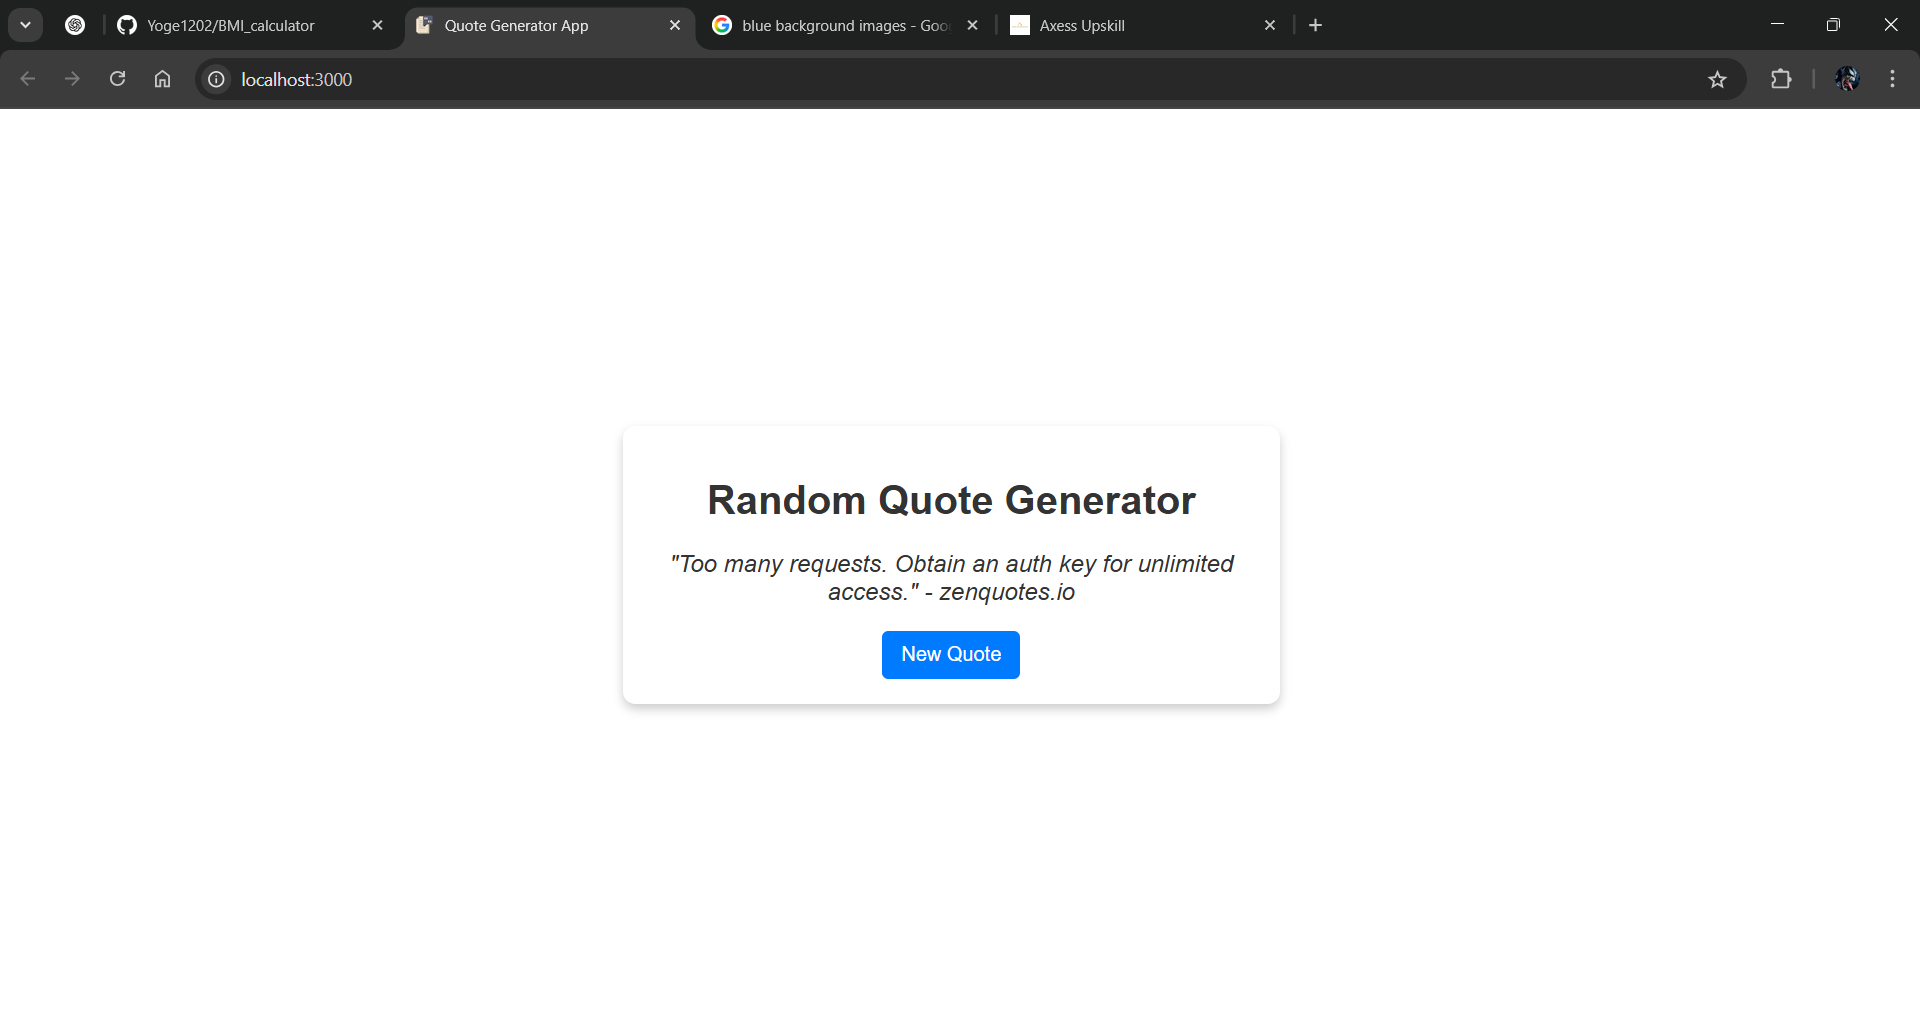 Yoge1202/BMI_calculator
Quote Generator App
blue background images - Goo
Axess Upskill
localhost:3000
Random Quote Generator
"Too many requests. Obtain an auth key for unlimited
access." - zenquotes.io
New Quote